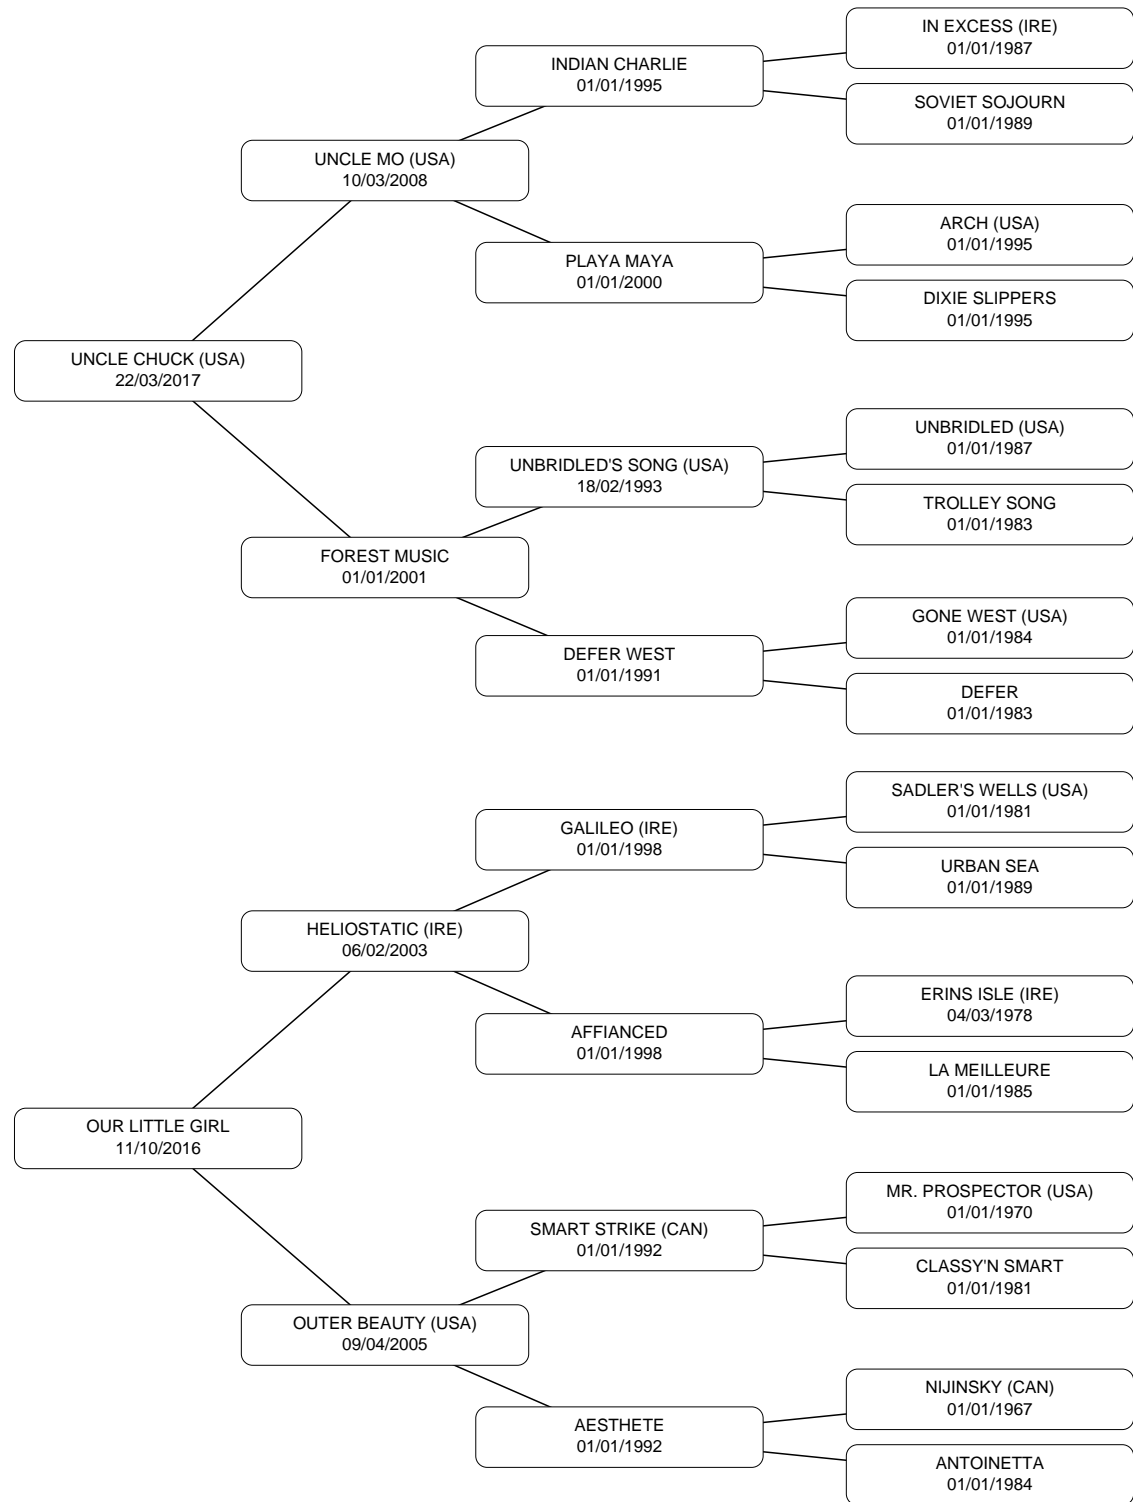 IN EXCESS (IRE)
01/01/1987
INDIAN CHARLIE
01/01/1995
SOVIET SOJOURN
01/01/1989
UNCLE MO (USA)
10/03/2008
ARCH (USA)
01/01/1995
PLAYA MAYA
01/01/2000
DIXIE SLIPPERS
01/01/1995
UNCLE CHUCK (USA)
22/03/2017
UNBRIDLED (USA)
01/01/1987
UNBRIDLED'S SONG (USA)
18/02/1993
TROLLEY SONG
01/01/1983
FOREST MUSIC
01/01/2001
GONE WEST (USA)
01/01/1984
DEFER WEST
01/01/1991
DEFER
01/01/1983
SADLER'S WELLS (USA)
01/01/1981
GALILEO (IRE)
01/01/1998
URBAN SEA
01/01/1989
HELIOSTATIC (IRE)
06/02/2003
ERINS ISLE (IRE)
04/03/1978
AFFIANCED
01/01/1998
LA MEILLEURE
01/01/1985
OUR LITTLE GIRL
11/10/2016
MR. PROSPECTOR (USA)
01/01/1970
SMART STRIKE (CAN)
01/01/1992
CLASSY'N SMART
01/01/1981
OUTER BEAUTY (USA)
09/04/2005
NIJINSKY (CAN)
01/01/1967
AESTHETE
01/01/1992
ANTOINETTA
01/01/1984